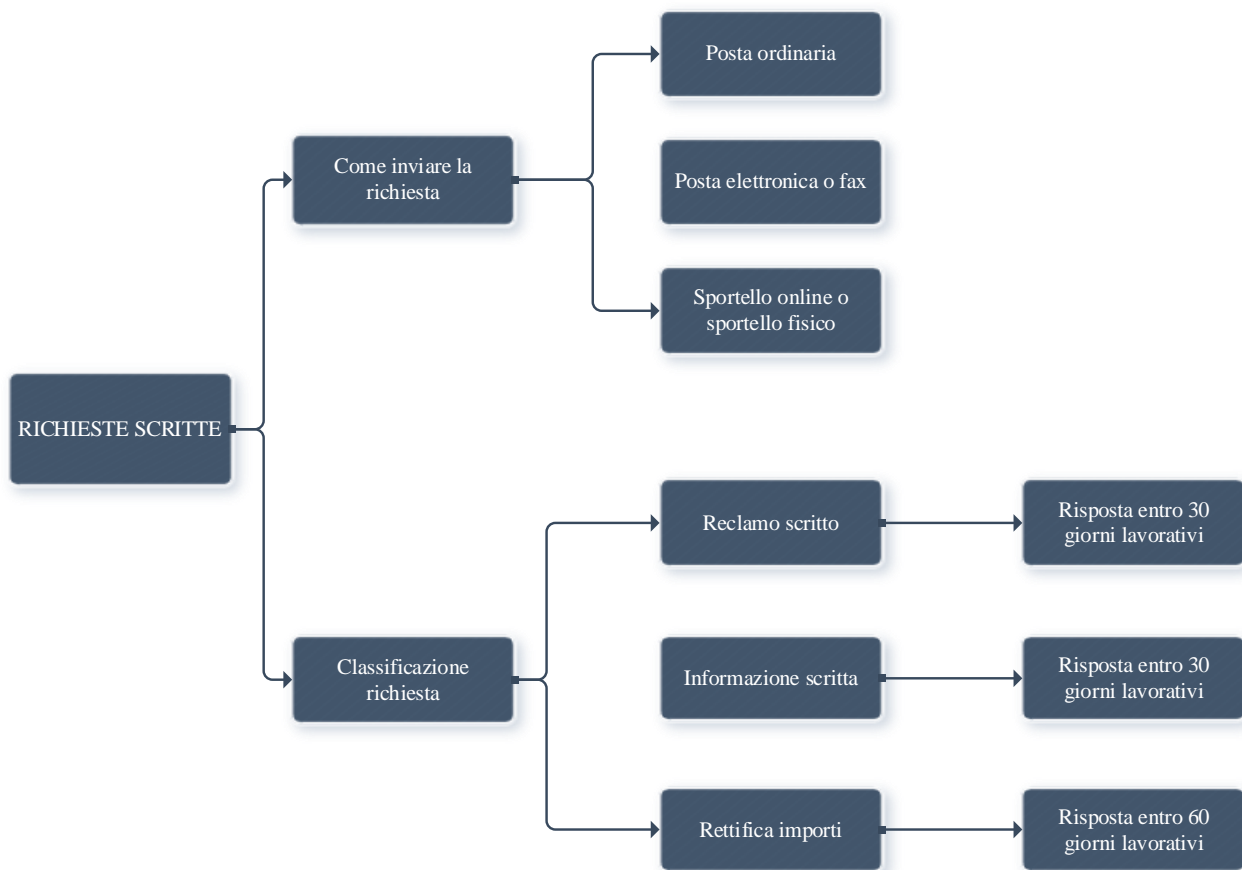 Posta ordinaria
Come inviare la
richiesta
Posta elettronica o fax
Sportello online o
sportello fisico
RICHIESTE SCRITTE
Reclamo scritto
Risposta entro 30
giorni lavorativi
Classificazione
richiesta
Informazione scritta
Risposta entro 30
giorni lavorativi
Rettifica importi
Risposta entro 60
giorni lavorativi